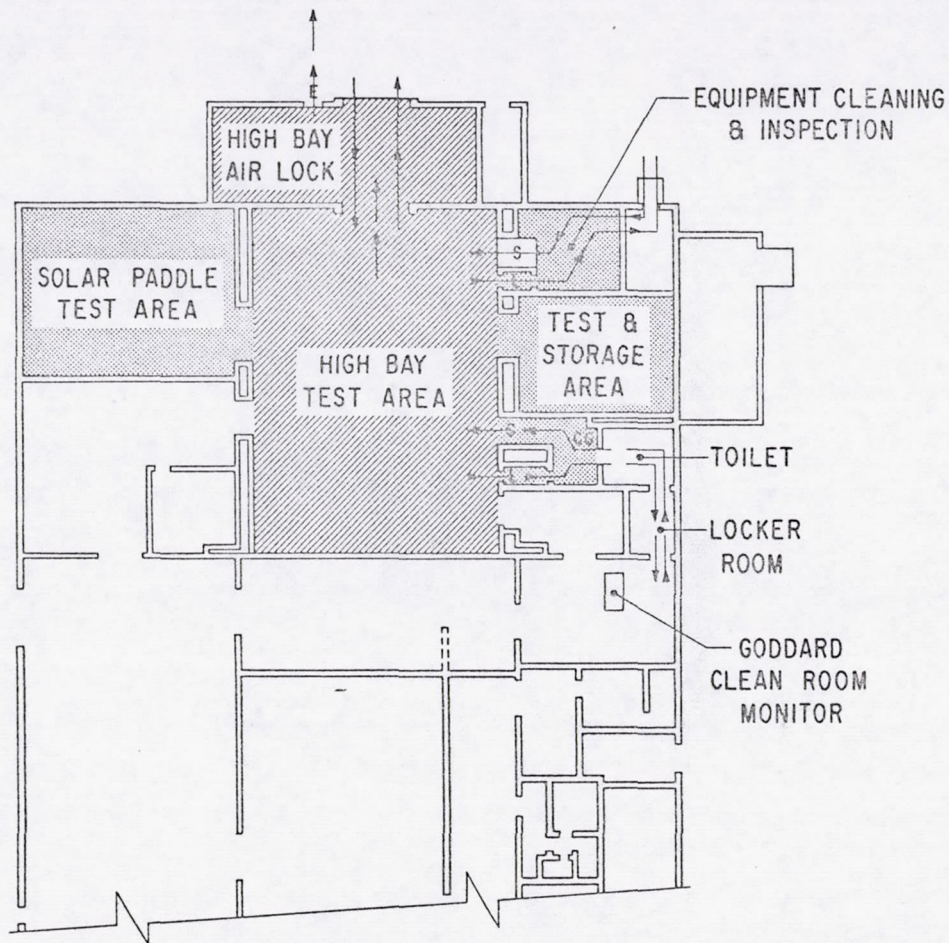 E
EQUIPMENT CLEANING
& INSPECTION
HIGH BAY
AIR LOCK
S
SOLAR PADDLE
TEST AREA
TEST &
STORAGE
AREA
HIGH BAY
TEST AREA
S
CG
TOILET
LOCKER
ROOM
GODDARD
CLEAN ROOM
MONITOR